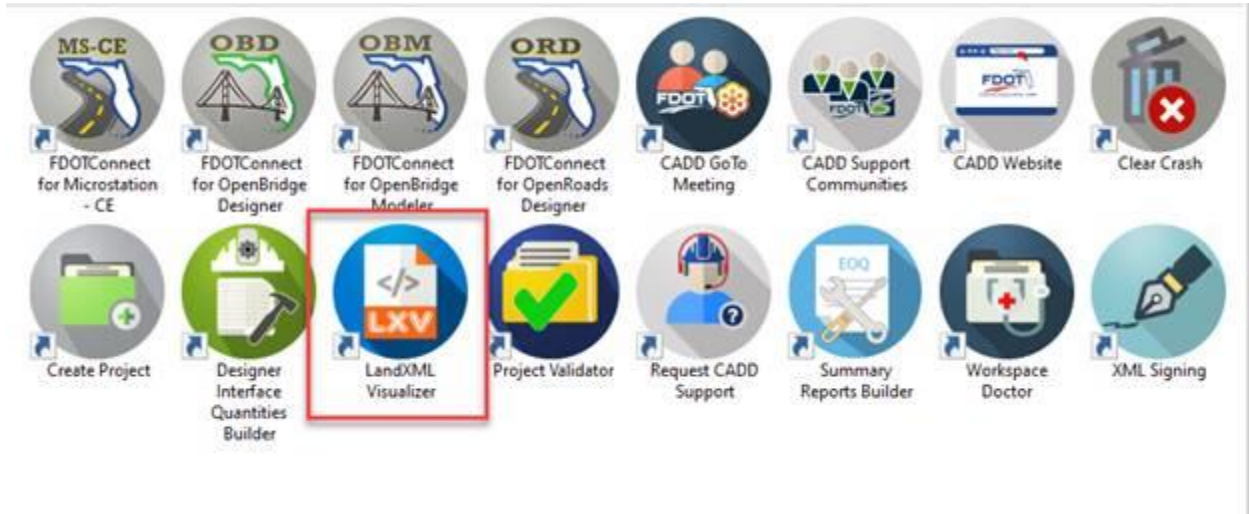 MS-CE
OBD
OBM
ORD
FDOT
FDOT
FDOT
FDOTConnect
for Microstation
- CE
FDOTConnect
for OpenBridge
Designer
FDOTConnect
for OpenBridge
Modeler
FDOTConnect
for OpenRoads
Designer
CADD GoTo
Meeting
CADD Support
Communities
CADD Website
Clear Crash
</>
LXV
EOQ
Create Project
Designer
Interface
Quantities
Builder
LandXML
Visualizer
Project Validator
Request CADD
Support
Summary
Reports Builder
Workspace
Doctor
XML Signing